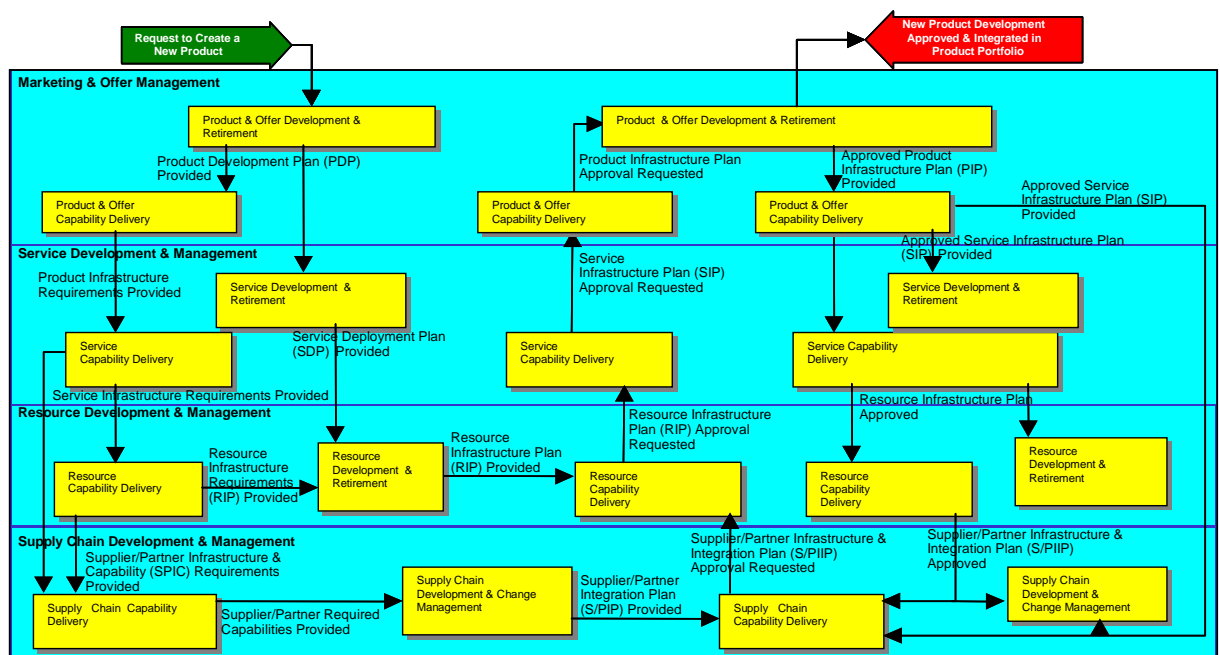 Request to Create a
New Product
New Product Development
Approved & Integrated in
Product Portfolio
Marketing & Offer Management
Product & Offer Development &
Retirement
Product & Offer Development & Retirement
Product Development Plan (PDP)
Provided
Product Infrastructure Plan
Approval Requested
Approved Product
Infrastructure Plan (PIP)
Provided
Approved Service
Infrastructure Plan (SIP)
Provided
Product & Offer
Capability Delivery
Product & Offer
Capability Delivery
Product & Offer
Capability Delivery
Service Development & Management
Product Infrastructure
Requirements Provided
Service
Infrastructure Plan (SIP)
Approval Requested
Approved Service Infrastructure Plan
(SIP) Provided
Service Development &
Retirement
Service Development &
Retirement
Service Deployment Plan
(SDP) Provided
Service
Capability Delivery
Service
Capability Delivery
Service Capability
Delivery
Service Infrastructure Requirements Provided
Resource Infrastructure Plan
Approved
Resource Development & Management
Resource Infrastructure
Plan (RIP) Approval
Requested
Resource
Infrastructure
Requirements
(RIP) Provided
Resource
Development &
Retirement
Resource
Infrastructure Plan
(RIP) Provided
Resource
Development &
Retirement
Resource
Capability Delivery
Resource
Capability
Delivery
Resource
Capability
Delivery
Supply Chain Development & Management
Supplier/Partner Infrastructure &
Capability (SPIC) Requirements
Provided
Supplier/Partner Infrastructure &
Integration Plan (S/PIIP)
Approval Requested
Supplier/Partner Infrastructure &
Integration Plan (S/PIIP)
Approved
Supply Chain
Development & Change
Management
Supplier/Partner
Integration Plan
(S/PIP) Provided
Supply Chain
Development &
Change Management
Supply Chain Capability
Delivery
Supplier/Partner Required
Capabilities Provided
Supply Chain
Capability Delivery